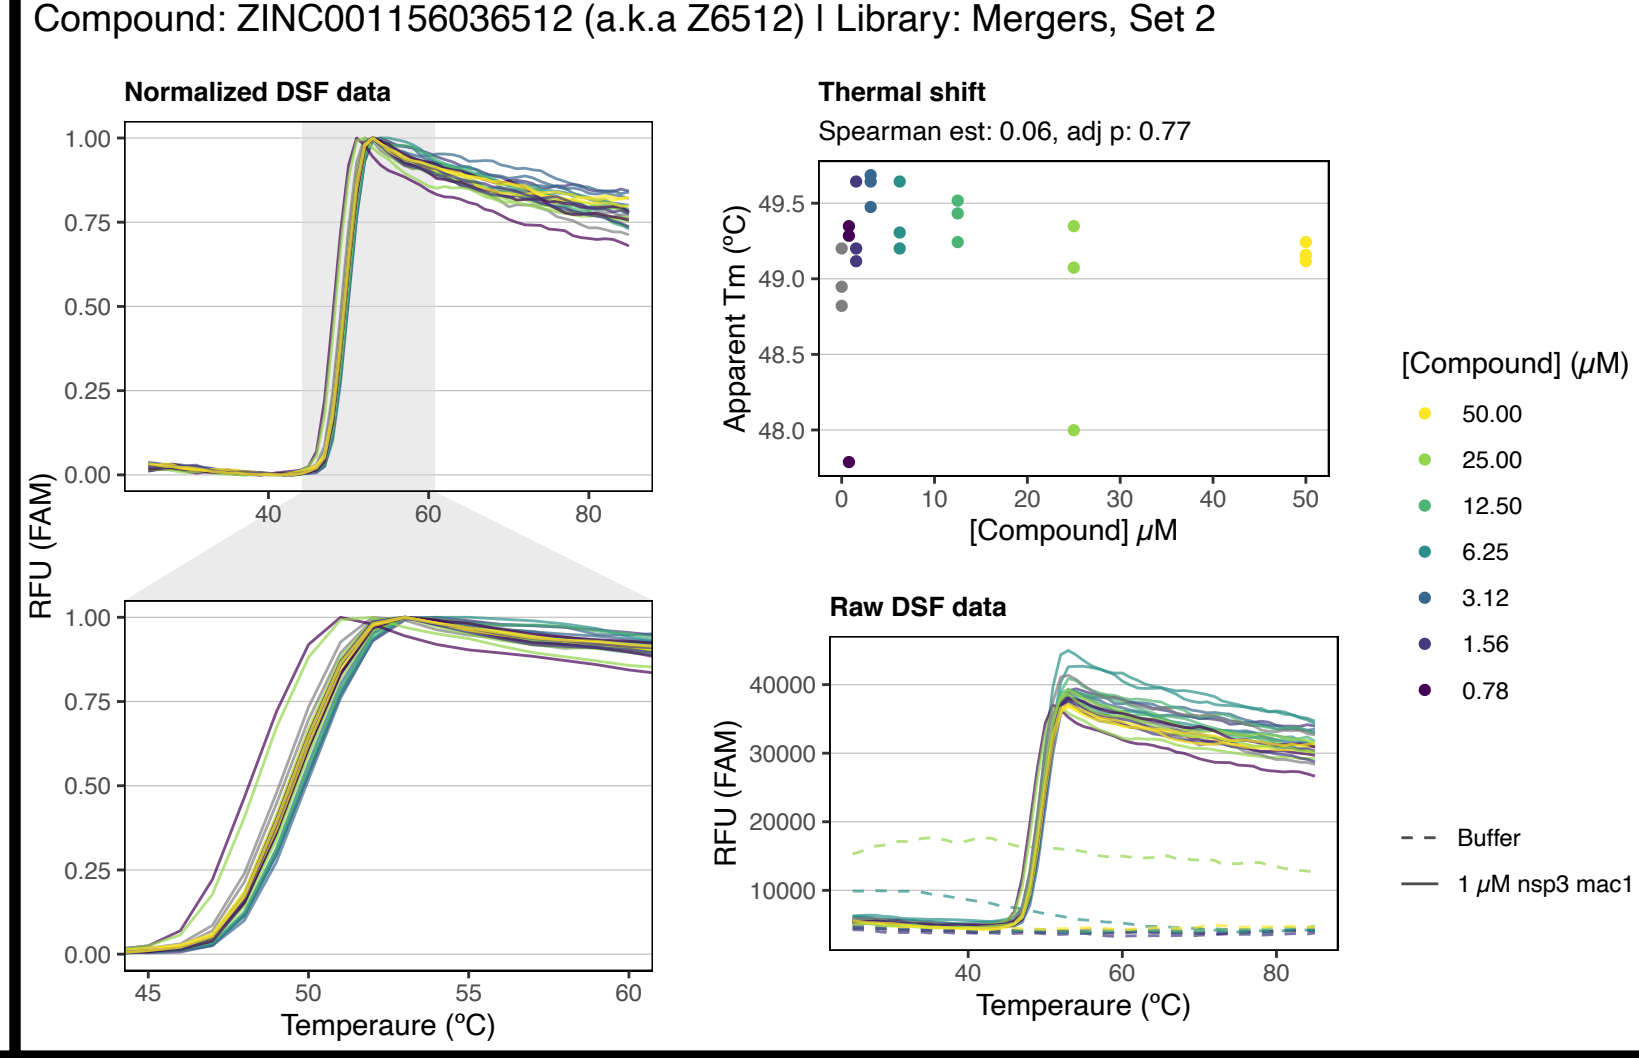 Compound: ZINC001156036512 (a.k.a Z6512) | Library: Mergers, Set 2
Normalized DSF data
1.00
0.75
0.50
0.25
0.00
40 60 80
RFU (FAM)
1.00
0.75
0.50
0.25
0.00
45 50 55 60
Temperaure (ºC)
Thermal shift
Spearman est: 0.06, adj p: 0.77
Apparent Tm (ºC)
49.5
49.0
48.5
48.0
0 10 20 30 40 50
[Compound] µM
Raw DSF data
RFU (FAM)
40000
30000
20000
10000
40 60 80
Temperaure (ºC)
[Compound] (µM)
50.00
25.00
12.50
6.25
3.12
1.56
0.78
Buffer
1 µM nsp3 mac1